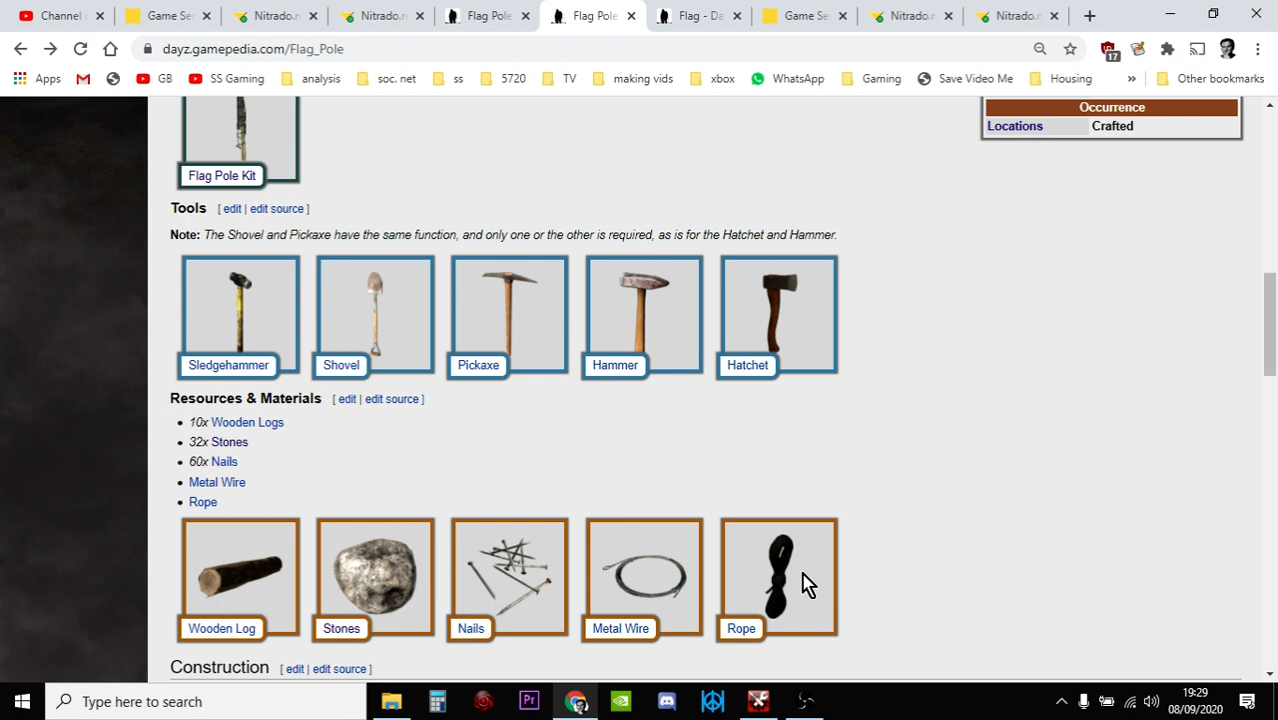 Channel c
Game Se
Nitrado.n
Nitrado.r
Flag Pole
Flag Pole
Flag - Da
Game Se
Nitrado.n
Nitrado.n
dayz.gamepedia.com/Flag_Pole
17
Apps GB SS Gaming analysis soc. net ss 5720 TV making vids xbox WhatsApp Gaming Save Video Me Housing » Other bookmarks
Occurrence
Locations Crafted
Flag Pole Kit
Tools [ edit | edit source ]
Note: The Shovel and Pickaxe have the same function, and only one or the other is required, as is for the Hatchet and Hammer.
Sledgehammer Shovel Pickaxe Hammer Hatchet
Resources & Materials [ edit | edit source ]
• 10x Wooden Logs
• 32x Stones
• 60x Nails
• Metal Wire
• Rope
Wooden Log Stones Nails Metal Wire Rope
Construction [ edit | edit source ]
Type here to search
Pr
19:29
08/09/2020